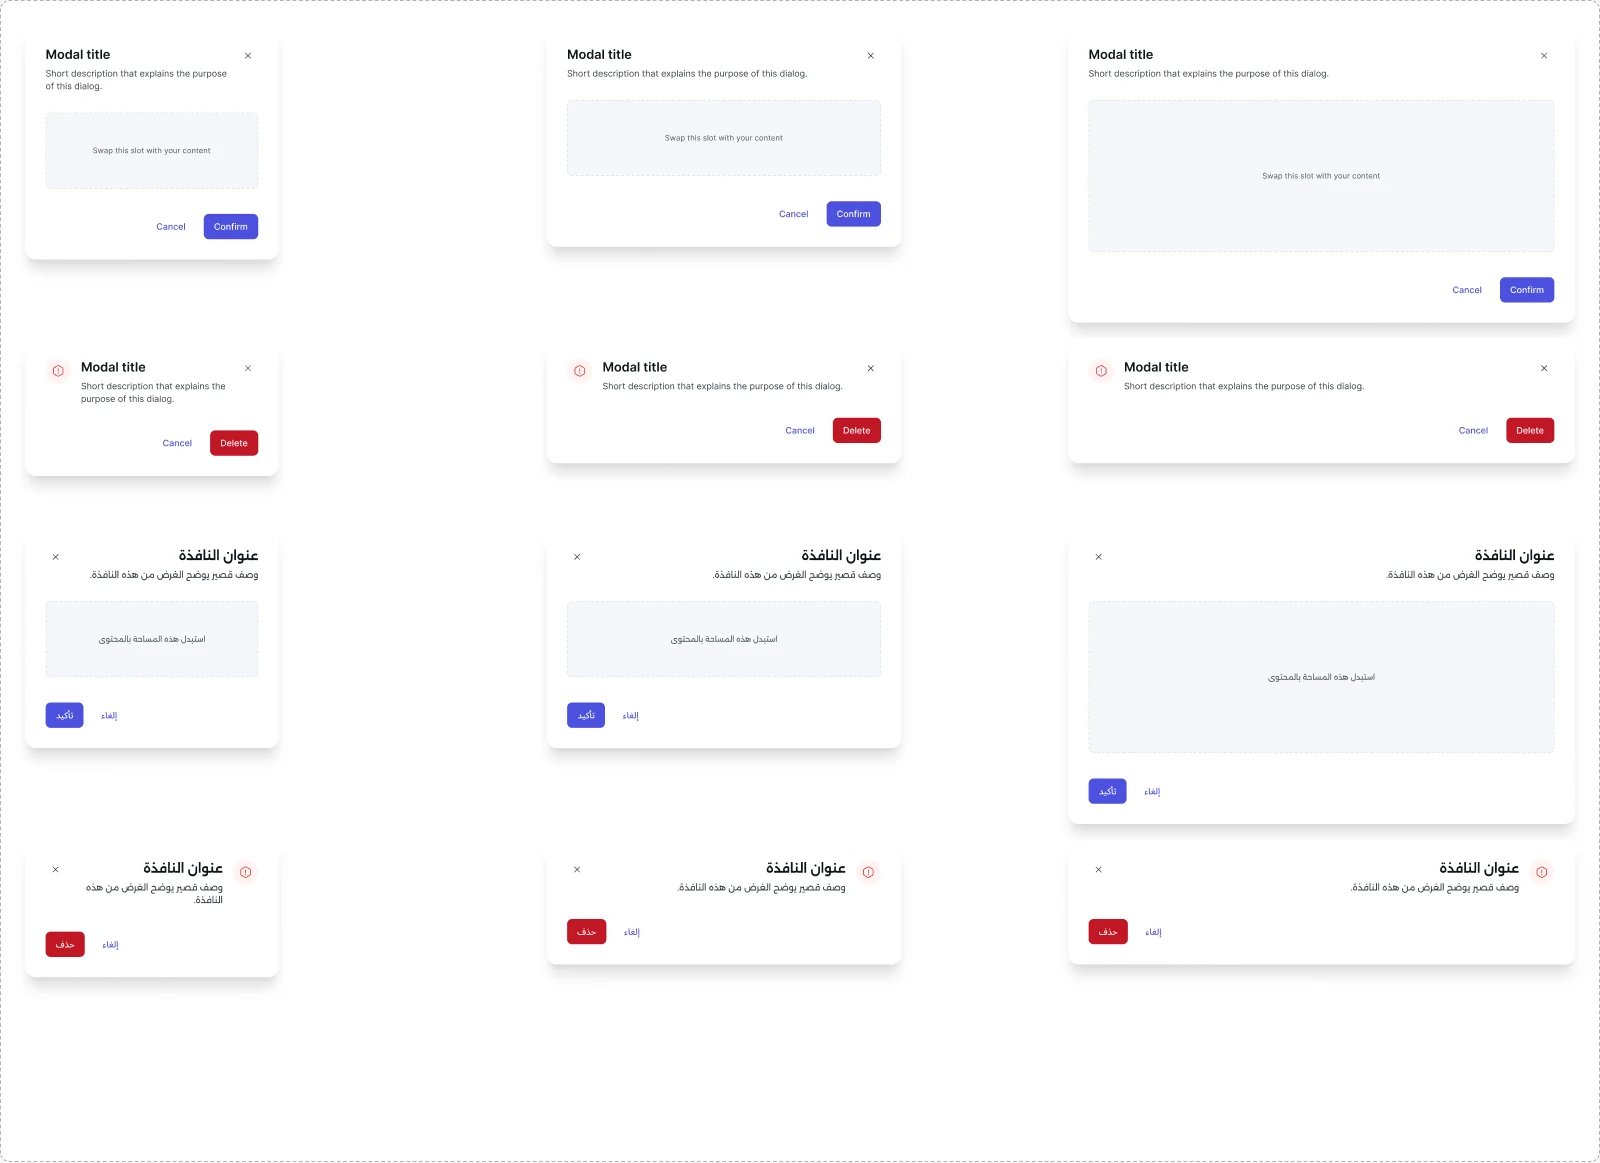 Modal title
Short description that explains the purpose
of this dialog.
Swap this slot with your content
Cancel
Confirm
Modal title
Short description that explains the purpose of this dialog.
Swap this slot with your content
Cancel
Confirm
Modal title
Short description that explains the purpose of this dialog.
Swap this slot with your content
Cancel
Confirm
Modal title
Short description that explains the
purpose of this dialog.
Cancel
Delete
Modal title
Short description that explains the purpose of this dialog.
Cancel
Delete
Modal title
Short description that explains the purpose of this dialog.
Cancel
Delete
عنوان النافذة
وصف قصير يوضح الغرض من هذه النافذة.
استبدل هذه المساحة بالمحتوى
إلغاء
تأكيد
عنوان النافذة
وصف قصير يوضح الغرض من هذه النافذة.
استبدل هذه المساحة بالمحتوى
إلغاء
تأكيد
عنوان النافذة
وصف قصير يوضح الغرض من هذه النافذة.
استبدل هذه المساحة بالمحتوى
إلغاء
تأكيد
عنوان النافذة
وصف قصير يوضح الغرض من هذه
النافذة.
إلغاء
حذف
عنوان النافذة
وصف قصير يوضح الغرض من هذه النافذة.
إلغاء
حذف
عنوان النافذة
وصف قصير يوضح الغرض من هذه النافذة.
إلغاء
حذف